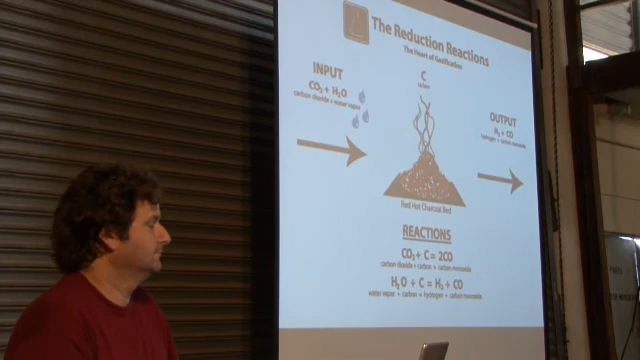 The Reduction Reactions
The Heart of Gasification
INPUT
CO₂ + H₂O
carbon dioxide + water vapor
C
carbon
OUTPUT
H₂ + CO
hydrogen + carbon monoxide
Red Hot Charcoal Bed
REACTIONS
CO₂ + C = 2CO
carbon dioxide + carbon = carbon monoxide
H₂O + C = H₂ + CO
water vapor + carbon = hydrogen + carbon monoxide